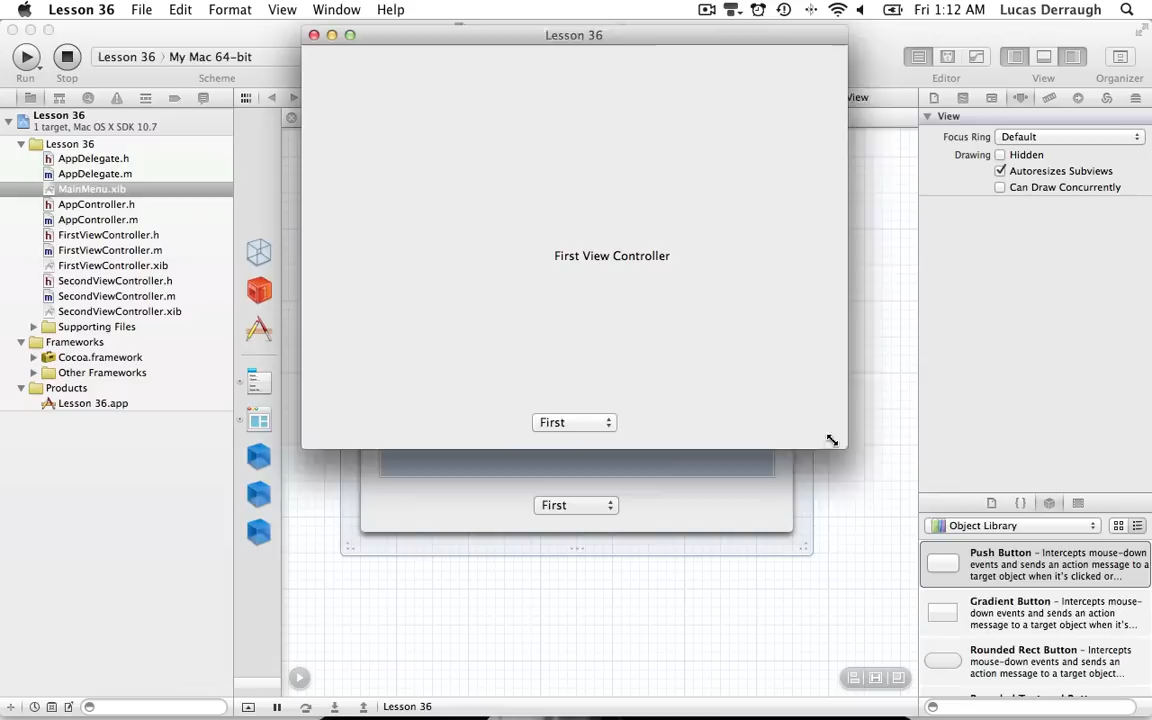 Lesson 36 File Edit Format View Window Help Fri 1:12 AM Lucas Derraugh
Lesson 36
Lesson 36 > My Mac 64-bit
Run Stop Scheme Editor View Organizer
Lesson 36
1 target, Mac OS X SDK 10.7
Lesson 36
AppDelegate.h
AppDelegate.m
MainMenu.xib
AppController.h
AppController.m
FirstViewController.h
FirstViewController.m
FirstViewController.xib
SecondViewController.h
SecondViewController.m
SecondViewController.xib
Supporting Files
Frameworks
Cocoa.framework
Other Frameworks
Products
Lesson 36.app
First View Controller
First
First
View
View
Focus Ring Default
Drawing Hidden
Autoresizes Subviews
Can Draw Concurrently
Object Library
Push Button – Intercepts mouse-down
events and sends an action message to a
target object when it's clicked or...
Gradient Button – Intercepts mouse-
down events and sends an action
message to a target object when it's...
Rounded Rect Button – Intercepts
mouse-down events and sends an
action message to a target object...
Lesson 36